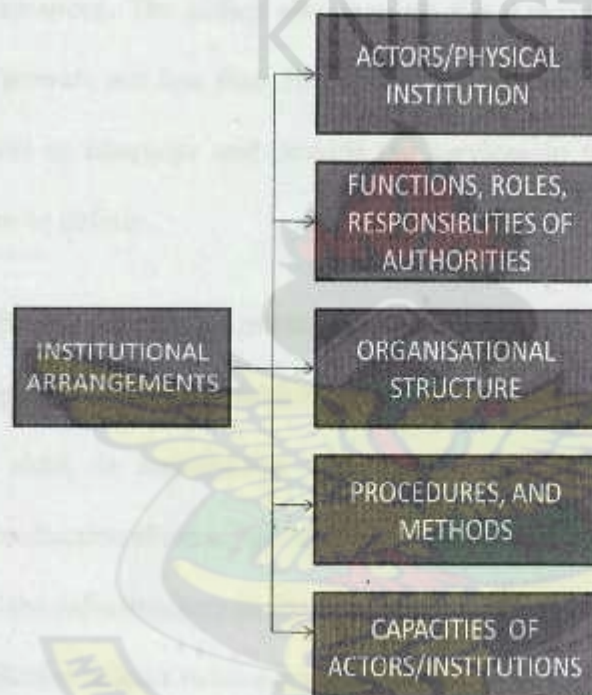 KNUST
ACTORS/PHYSICAL
INSTITUTION
FUNCTIONS, ROLES,
RESPONSIBLITIES OF
AUTHORITIES
INSTITUTIONAL
ARRANGEMENTS
ORGANISATIONAL
STRUCTURE
PROCEDURES, AND
METHODS
CAPACITIES OF
ACTORS/INSTITUTIONS